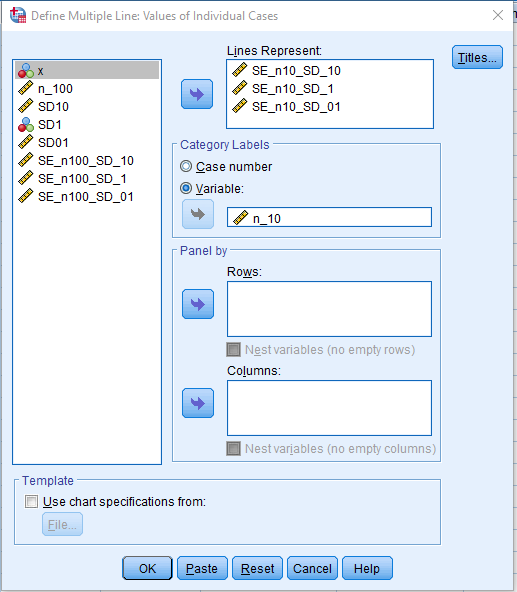 Define Multiple Line: Values of Individual Cases
x
n_100
SD10
SD1
SD01
SE_n100_SD_10
SE_n100_SD_1
SE_n100_SD_01
Lines Represent:
SE_n10_SD_10
SE_n10_SD_1
SE_n10_SD_01
Titles...
Category Labels
Case number
Variable:
n_10
Panel by
Rows:
Nest variables (no empty rows)
Columns:
Nest variables (no empty columns)
Template
Use chart specifications from:
File...
OK Paste Reset Cancel Help